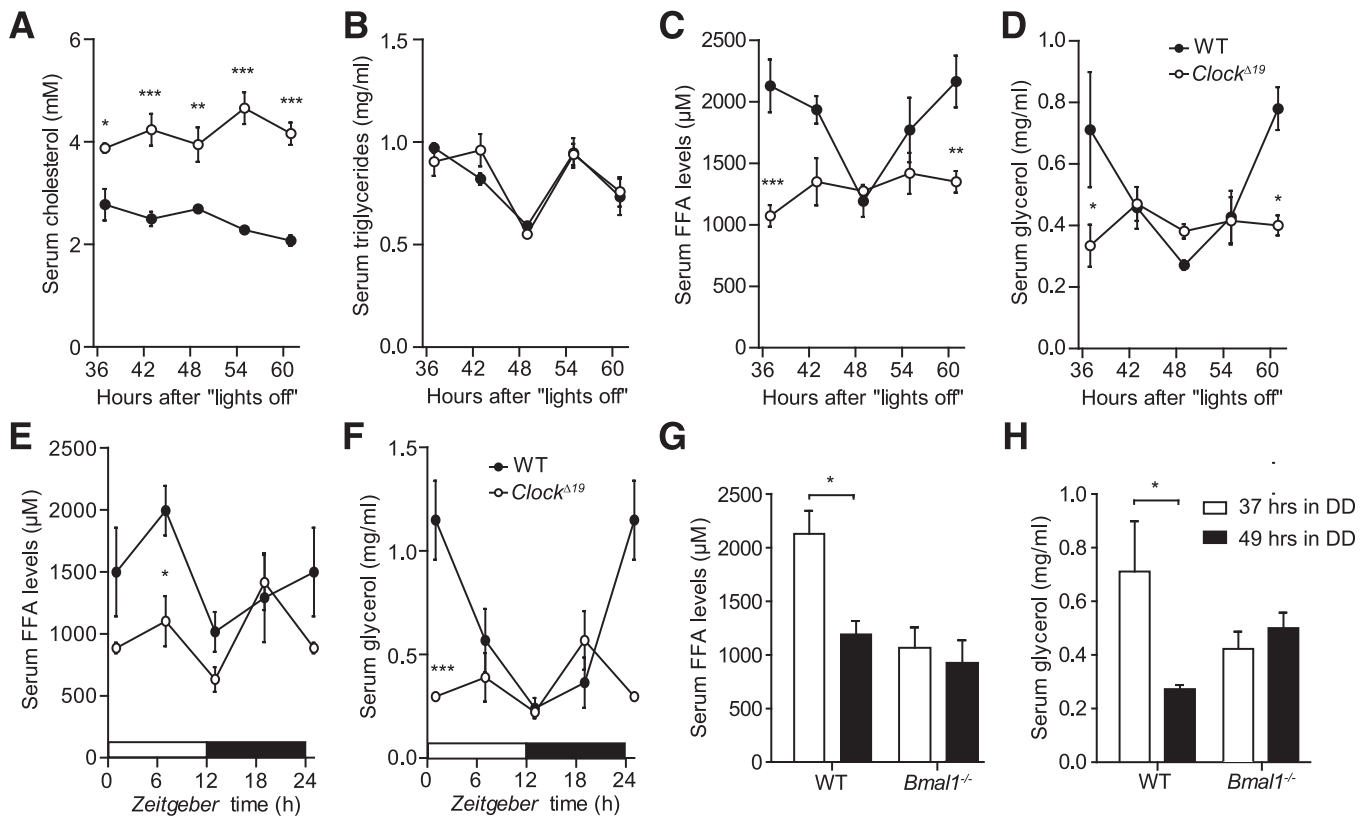 A
Serum cholesterol (mM)
6
4
2
0
* *** ** *** ***
36 42 48 54 60
Hours after "lights off"
B
Serum triglycerides (mg/ml)
1.5
1.0
0.5
0.0
36 42 48 54 60
Hours after "lights off"
C
Serum FFA levels (µM)
2500
2000
1500
1000
500
0
*** **
36 42 48 54 60
Hours after "lights off"
D
Serum glycerol (mg/ml)
1.0
0.8
0.6
0.4
0.2
0.0
WT
Clock^Δ19
* *
36 42 48 54 60
Hours after "lights off"
E
Serum FFA levels (µM)
2500
2000
1500
1000
500
0
*
0 6 12 18 24
Zeitgeber time (h)
F
Serum glycerol (mg/ml)
1.5
1.0
0.5
0.0
WT
Clock^Δ19
***
0 6 12 18 24
Zeitgeber time (h)
G
Serum FFA levels (µM)
2500
2000
1500
1000
500
0
*
WT Bmal1^-/-
H
Serum glycerol (mg/ml)
1.0
0.8
0.6
0.4
0.2
0.0
*
37 hrs in DD
49 hrs in DD
WT Bmal1^-/-